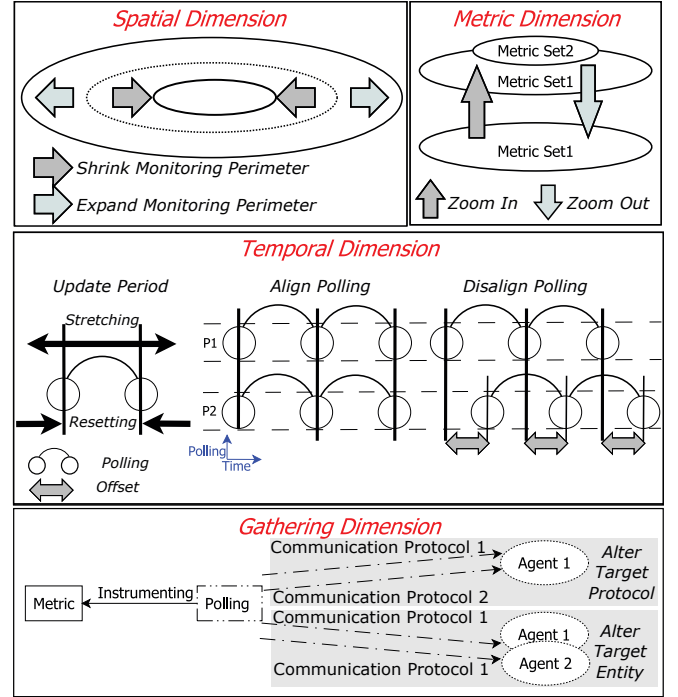 Spatial Dimension
Shrink Monitoring Perimeter
Expand Monitoring Perimeter
Metric Dimension
Metric Set2
Metric Set1
Metric Set1
Zoom In
Zoom Out
Temporal Dimension
Update Period
Align Polling
Disalign Polling
Stretching
P1
Resetting
P2
Polling
Time
Polling
Offset
Gathering Dimension
Communication Protocol 1
Agent 1
Alter
Target
Protocol
Metric
Instrumenting
Polling
Communication Protocol 2
Communication Protocol 1
Agent 1
Agent 2
Alter
Target
Entity
Communication Protocol 1